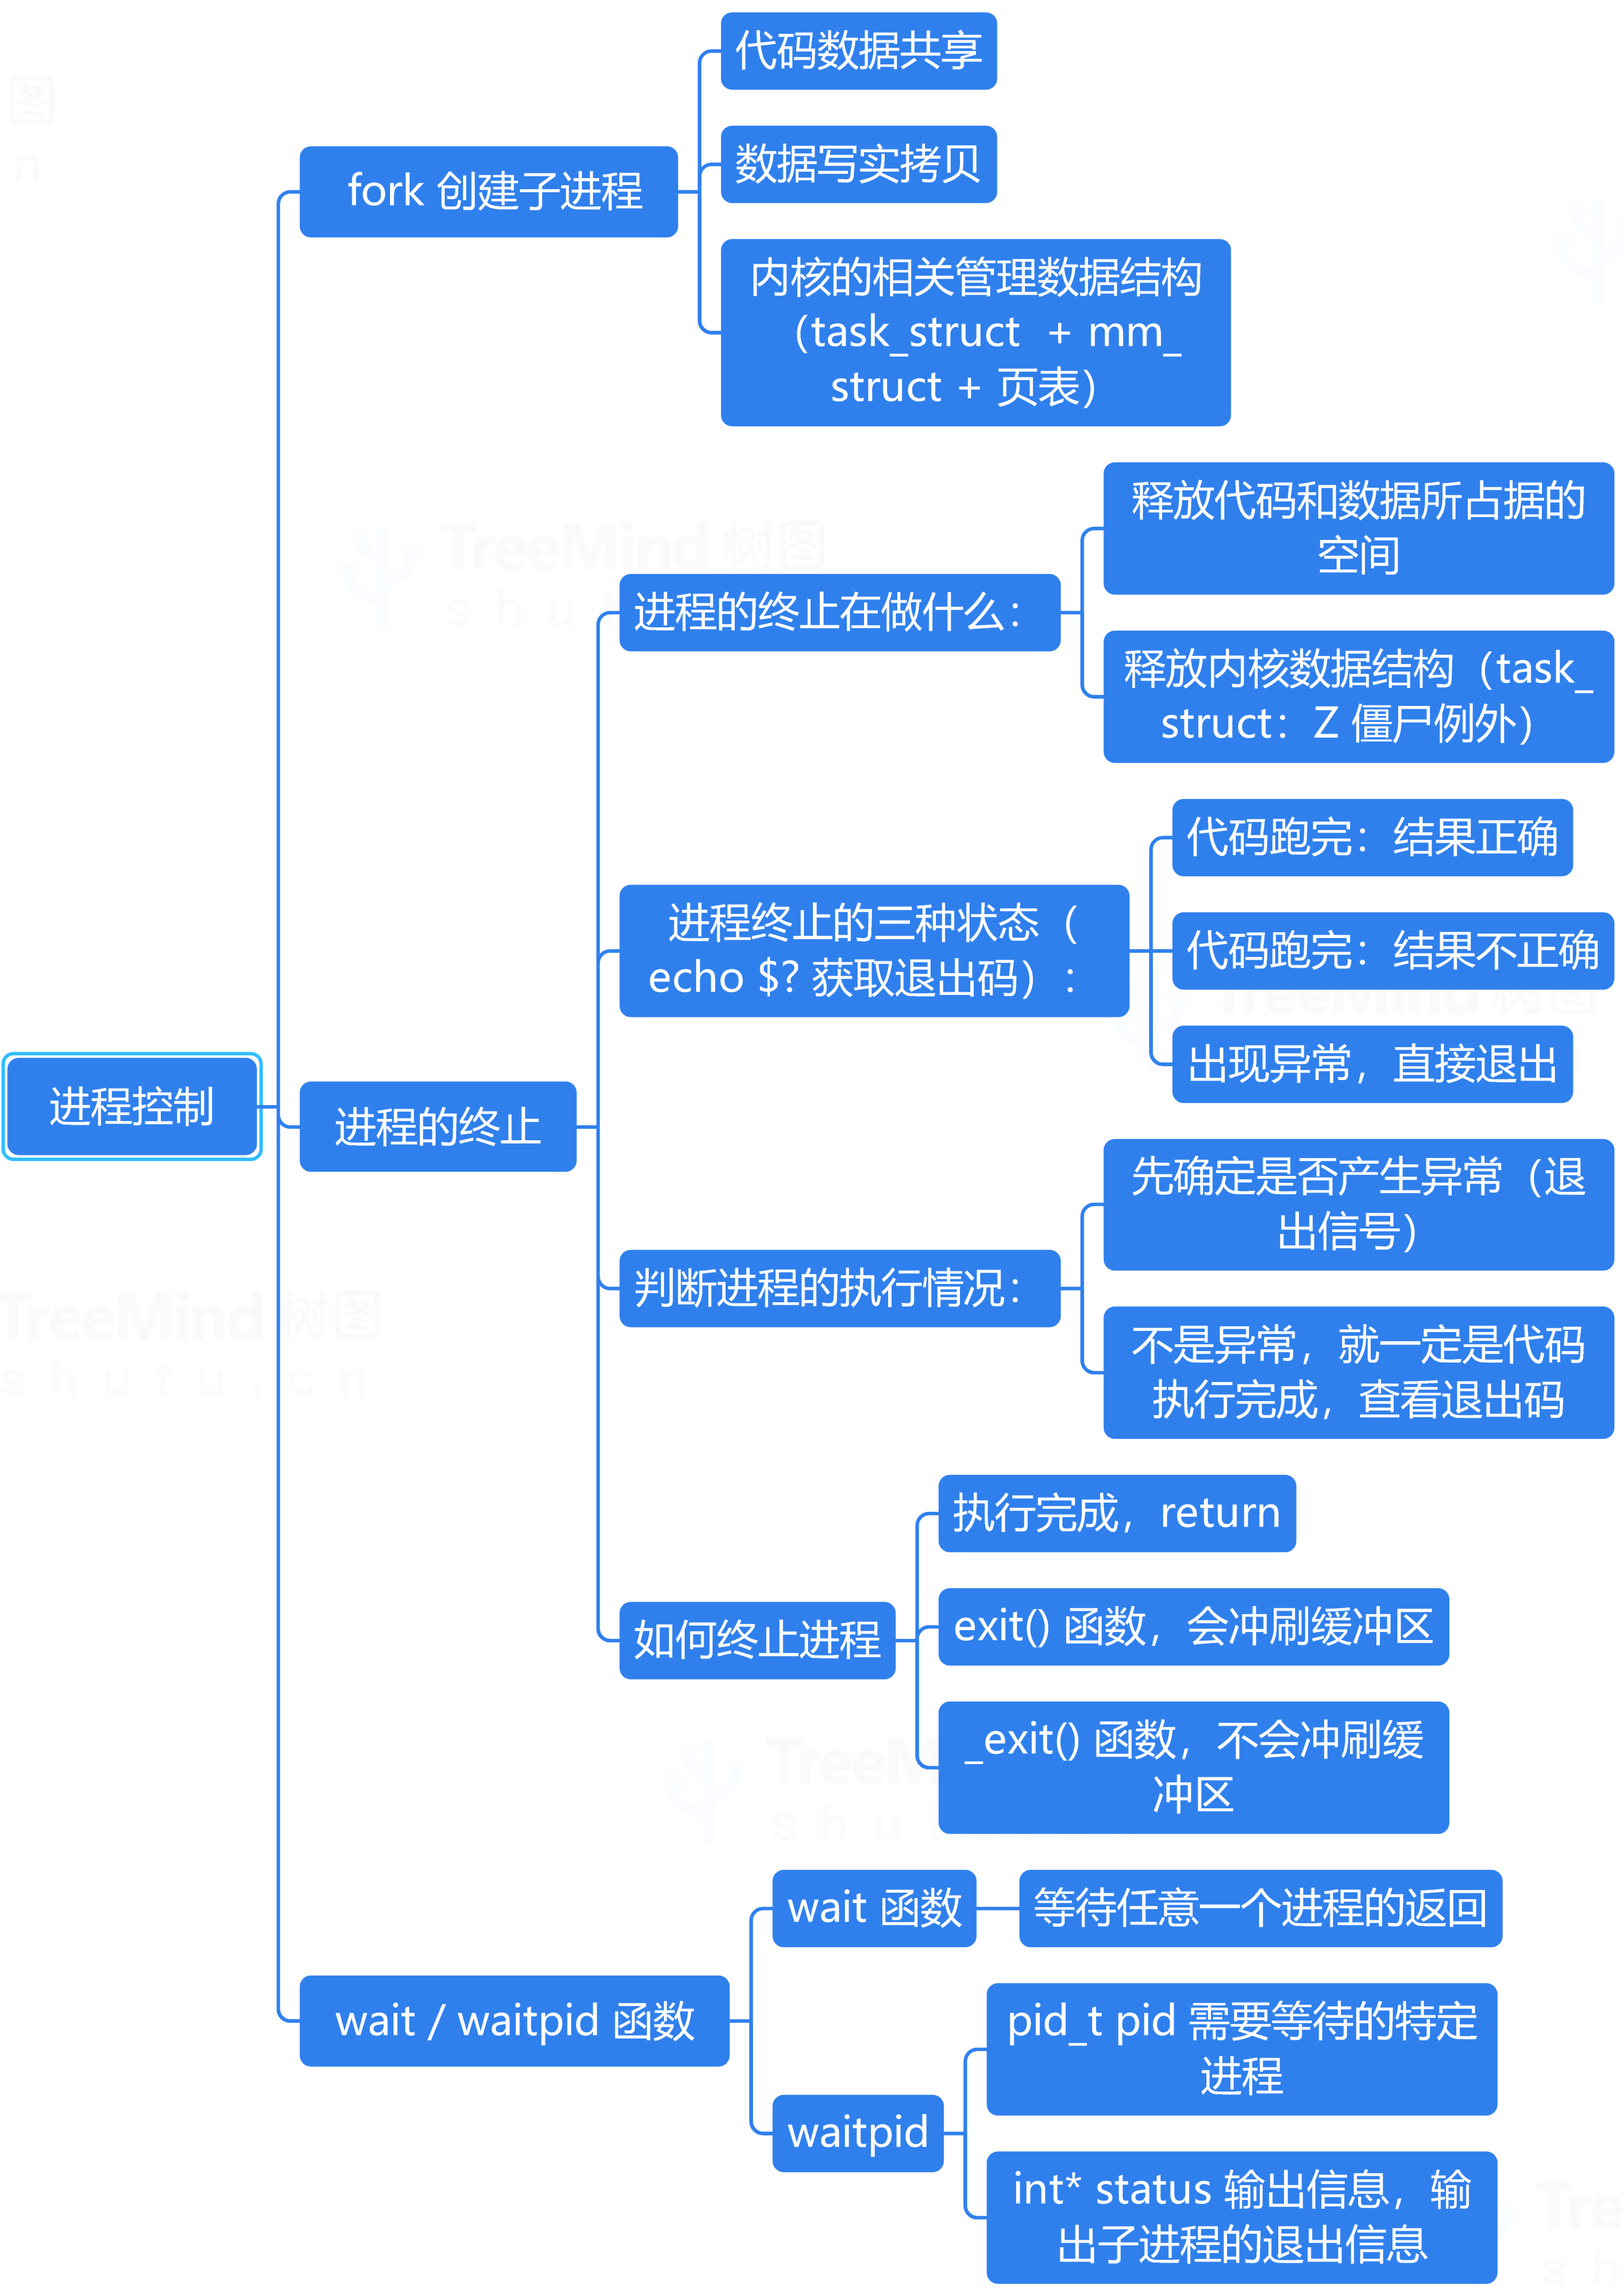 代码数据共享
数据写实拷贝
fork 创建子进程
内核的相关管理数据结构
（task_struct + mm_
struct + 页表）
释放代码和数据所占据的
空间
进程的终止在做什么：
释放内核数据结构（task_
struct：Z 僵尸例外）
代码跑完：结果正确
进程终止的三种状态（
echo $? 获取退出码）：
代码跑完：结果不正确
出现异常，直接退出
进程控制
进程的终止
先确定是否产生异常（退
出信号）
判断进程的执行情况：
不是异常，就一定是代码
执行完成，查看退出码
执行完成，return
exit() 函数，会冲刷缓冲区
如何终止进程
_exit() 函数，不会冲刷缓
冲区
wait 函数
等待任意一个进程的返回
wait / waitpid 函数
pid_t pid 需要等待的特定
进程
waitpid
int* status 输出信息，输
出子进程的退出信息
TreeMind 树图
TreeMind 树图
shutu.cn